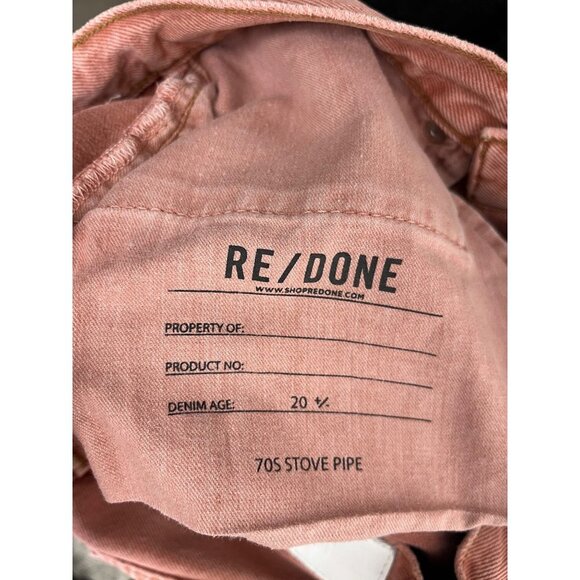 RE/DONE
WWW.SHOPREDONE.COM
PROPERTY OF:
PRODUCT NO:
DENIM AGE: 20 +/-
70S STOVE PIPE